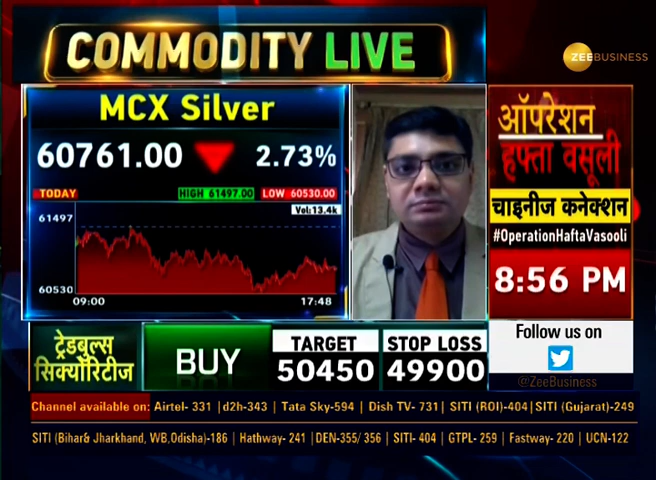 COMMODITY LIVE
ZEE BUSINESS
MCX Silver
60761.00 2.73%
TODAY HIGH 61497.00 LOW 60530.00
Vol:13.4k
61497
60530
09:00 17:48
ऑपरेशन
हफ्ता वसूली
चाइनीज कनेक्शन
#OperationHaftaVasooli
8:56 PM
ट्रेडबुल्स
सिक्योरिटीज
BUY
TARGET
50450
STOP LOSS
49900
Follow us on
@ZeeBusiness
Channel available on: Airtel- 331 | d2h-343 | Tata Sky-594 | Dish TV- 731 | SITI (ROI)-404 | SITI (Gujarat)-249
SITI (Bihar& Jharkhand, WB,Odisha)-186 | Hathway- 241 | DEN-355/ 356 | SITI- 404 | GTPL- 259 | Fastway- 220 | UCN-122